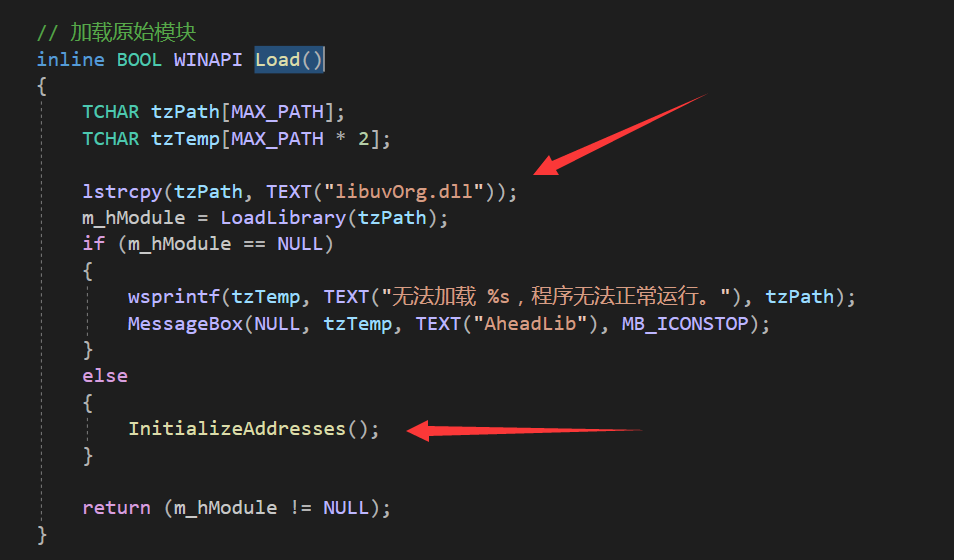 // 加载原始模块
inline BOOL WINAPI Load()
{
    TCHAR tzPath[MAX_PATH];
    TCHAR tzTemp[MAX_PATH * 2];

    lstrcpy(tzPath, TEXT("libuvOrg.dll"));
    m_hModule = LoadLibrary(tzPath);
    if (m_hModule == NULL)
    {
        wsprintf(tzTemp, TEXT("无法加载 %s，程序无法正常运行。"), tzPath);
        MessageBox(NULL, tzTemp, TEXT("AheadLib"), MB_ICONSTOP);
    }
    else
    {
        InitializeAddresses();
    }

    return (m_hModule != NULL);
}